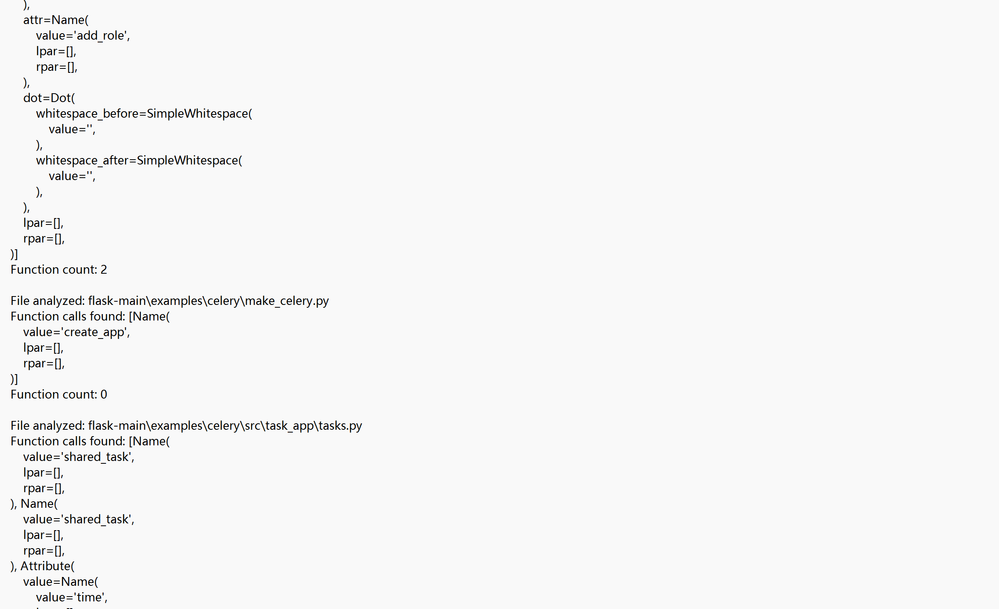 ),
attr=Name(
value='add_role',
lpar=[],
rpar=[],
),
dot=Dot(
whitespace_before=SimpleWhitespace(
value='',
),
whitespace_after=SimpleWhitespace(
value='',
),
),
lpar=[],
rpar=[],
)]
Function count: 2
File analyzed: flask-main\examples\celery\make_celery.py
Function calls found: [Name(
value='create_app',
lpar=[],
rpar=[],
)]
Function count: 0
File analyzed: flask-main\examples\celery\src\task_app\tasks.py
Function calls found: [Name(
value='shared_task',
lpar=[],
rpar=[],
), Name(
value='shared_task',
lpar=[],
rpar=[],
), Attribute(
value=Name(
value='time',